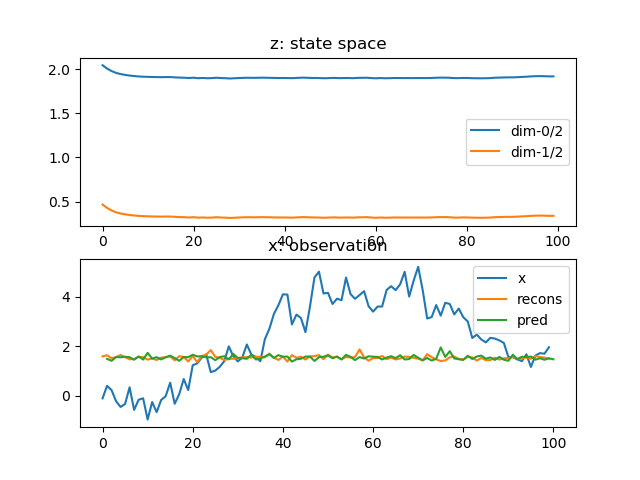 z: state space
2.0
1.5
1.0
0.5
dim-0/2
dim-1/2
0 20 40 60 80 100
x: observation
4
2
0
x
recons
pred
0 20 40 60 80 100